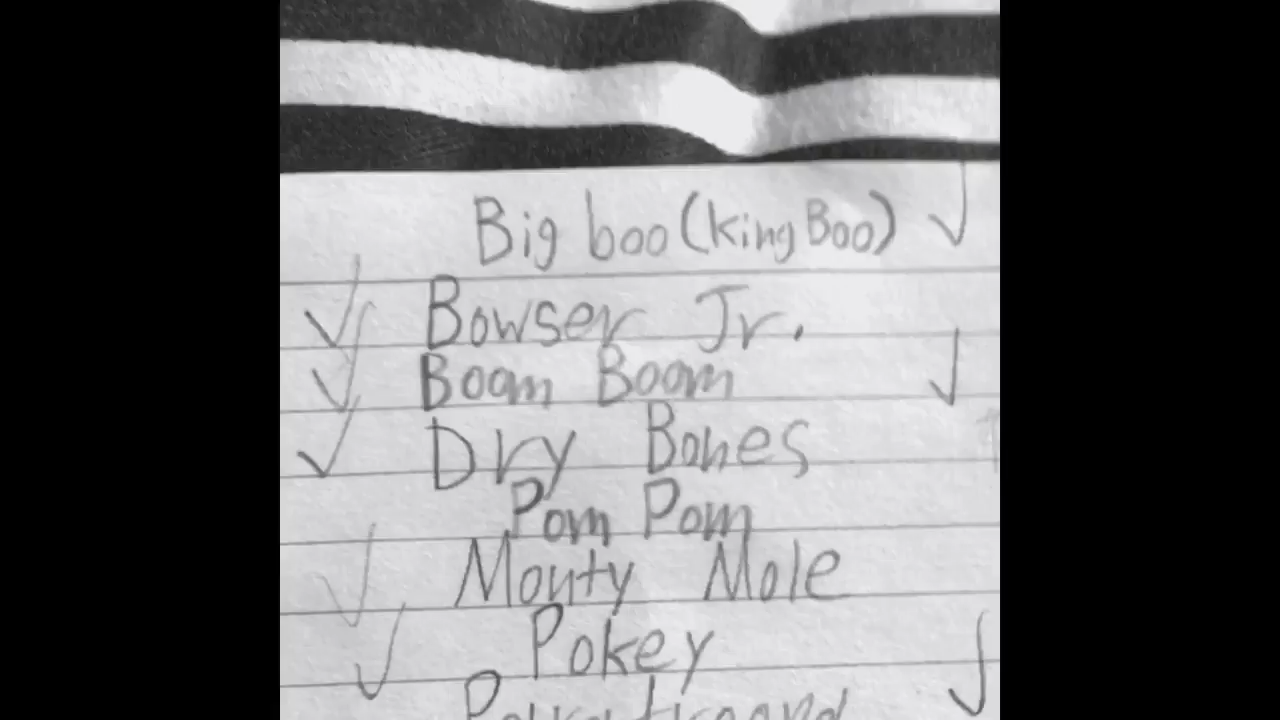 Big boo (King Boo)
Bowser Jr.
Boom Boom
Dry Bones
Pom Pom
Monty Mole
Pokey